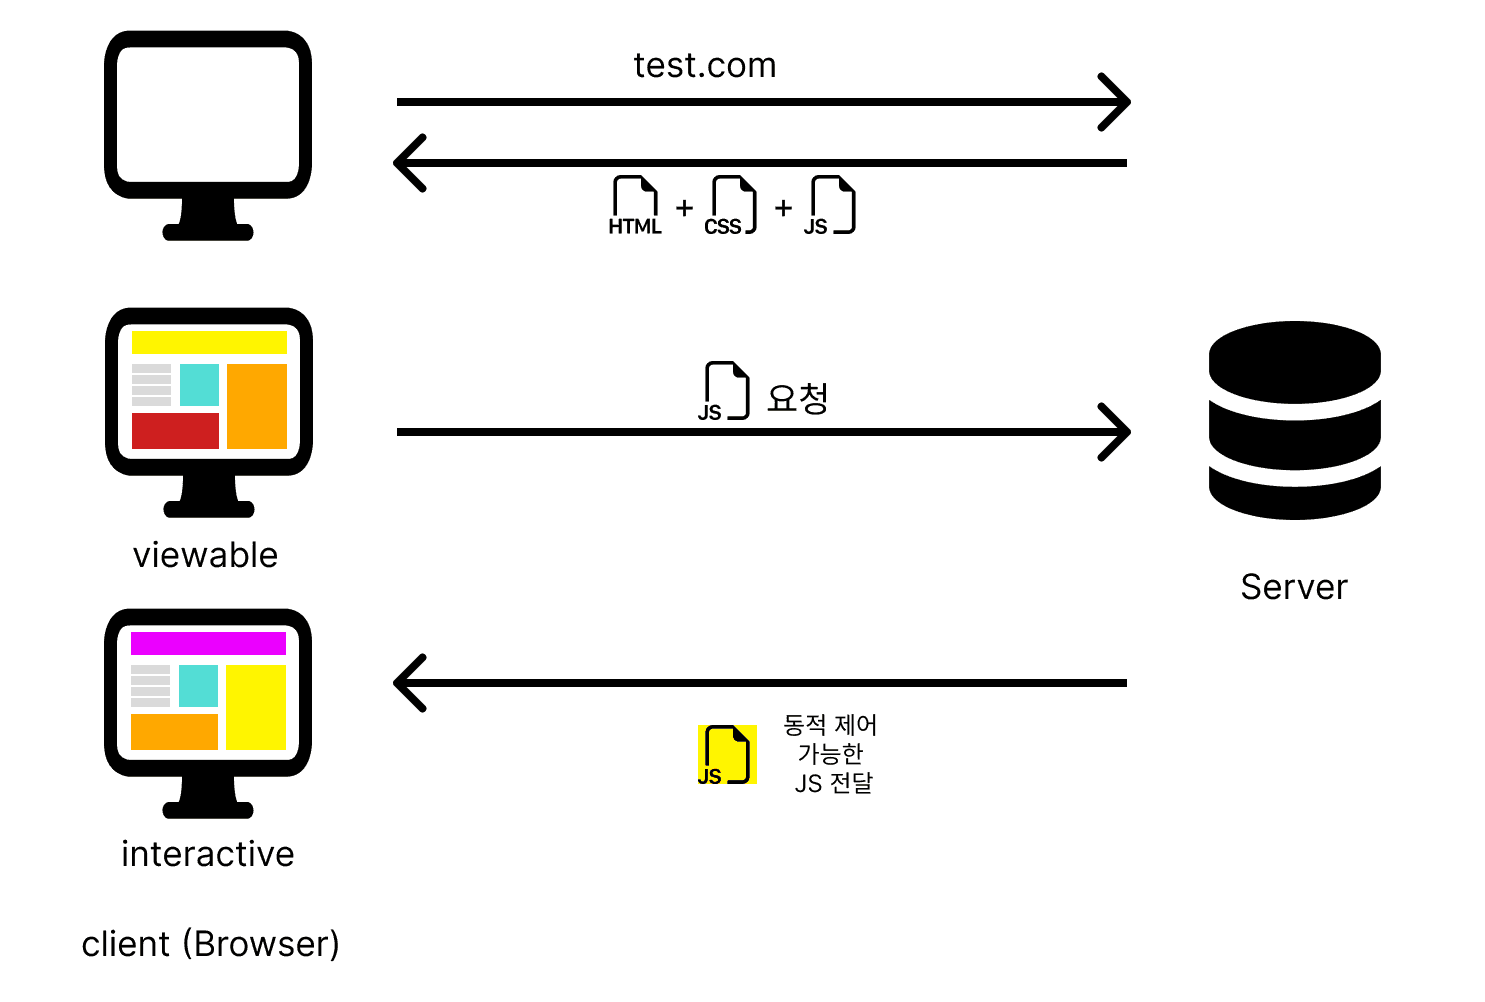 test.com
HTML + CSS + JS
JS 요청
viewable
Server
동적 제어
가능한
JS JS 전달
interactive
client (Browser)